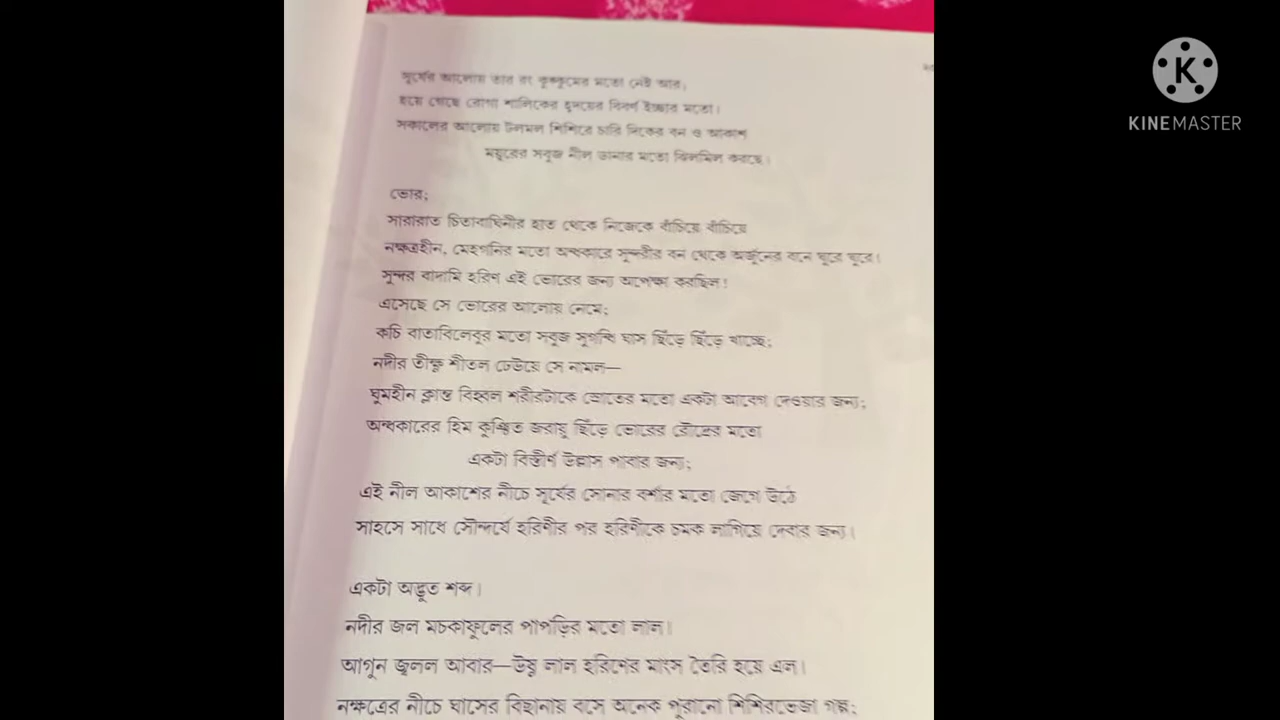 সূর্যের আলোয় তার রং কুঙ্কুমের মতো নেই আর;
হয়ে গেছে রোগা শালিকের হৃদয়ের বিবর্ণ ইচ্ছার মতো।
সকালের আলোয় টলমল শিশিরে চারি দিকের বন ও আকাশ
ময়ূরের সবুজ নীল ডানার মতো ঝিলমিল করছে।
ভোর;
সারারাত চিতাবাঘিনীর হাত থেকে নিজেকে বাঁচিয়ে বাঁচিয়ে
নক্ষত্রহীন, মেহগনির মতো অন্ধকারে সুন্দরীর বন থেকে অর্জুনের বনে ঘুরে ঘুরে।
সুন্দর বাদামি হরিণ এই ভোরের জন্য অপেক্ষা করছিল!
এসেছে সে ভোরের আলোয় নেমে;
কচি বাতাবিলেবুর মতো সবুজ সুগন্ধি ঘাস ছিঁড়ে ছিঁড়ে খাচ্ছে;
নদীর তীক্ষ্ণ শীতল ঢেউয়ে সে নামল—
ঘুমহীন ক্লান্ত বিহ্বল শরীরটাকে স্রোতের মতো একটা আবেগ দেওয়ার জন্য;
অন্ধকারের হিম কুঞ্চিত জরায়ু ছিঁড়ে ভোরের রৌদ্রের মতো
একটা বিস্তীর্ণ উল্লাস পাবার জন্য;
এই নীল আকাশের নীচে সূর্যের সোনার বর্শার মতো জেগে উঠে
সাহসে সাধে সৌন্দর্যে হরিণীর পর হরিণীকে চমক লাগিয়ে দেবার জন্য।
একটা অদ্ভুত শব্দ।
নদীর জল মচকাফুলের পাপড়ির মতো লাল।
আগুন জ্বলল আবার—উষ্ণ লাল হরিণের মাংস তৈরি হয়ে এল।
নক্ষত্রের নীচে ঘাসের বিছানায় বসে অনেক পুরানো শিশিরভেজা গল্প;
K
KINEMASTER